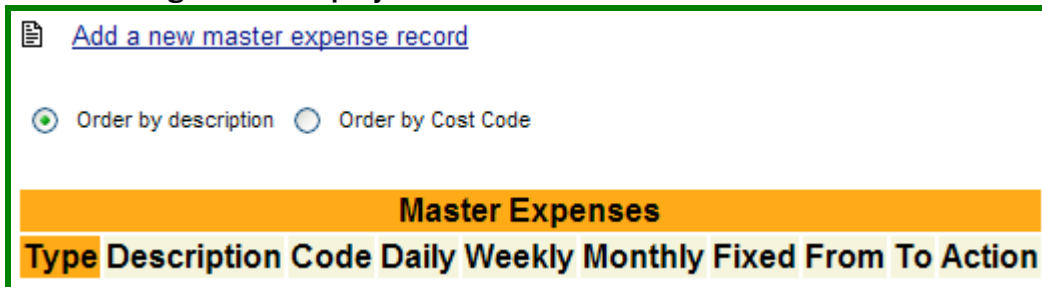 Add a new master expense record
Order by description Order by Cost Code
Master Expenses
Type Description Code Daily Weekly Monthly Fixed From To Action